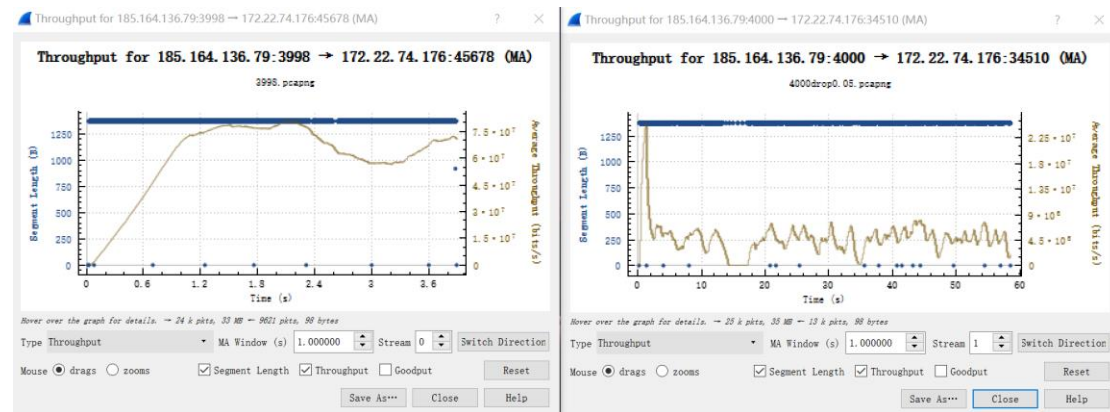 Throughput for 185.164.136.79:3998 → 172.22.74.176:45678 (MA)
? ×
Throughput for 185.164.136.79:3998 → 172.22.74.176:45678 (MA)
3998.pcapng
Segment Length (B)
1250
1000
750
500
250
0
7.5·10⁷
6·10⁷
4.5·10⁷
3·10⁷
1.5·10⁷
0
Average Throughput (bits/s)
0 0.6 1.2 1.8 2.4 3 3.6
Time (s)
Hover over the graph for details. → 24 k pkts, 33 MB ← 9621 pkts, 98 bytes
Type Throughput MA Window (s) 1.000000 Stream 0 Switch Direction
Mouse drags zooms Segment Length Throughput Goodput Reset
Save As··· Close Help
Throughput for 185.164.136.79:4000 → 172.22.74.176:34510 (MA)
? ×
Throughput for 185.164.136.79:4000 → 172.22.74.176:34510 (MA)
4000drop0.05.pcapng
Segment Length (B)
1250
1000
750
500
250
0
2.25·10⁷
1.8·10⁷
1.35·10⁷
9·10⁶
4.5·10⁶
0
Average Throughput (bits/s)
0 10 20 30 40 50 60
Time (s)
Hover over the graph for details. → 25 k pkts, 35 MB ← 13 k pkts, 98 bytes
Type Throughput MA Window (s) 1.000000 Stream 1 Switch Direction
Mouse drags zooms Segment Length Throughput Goodput Reset
Save As··· Close Help